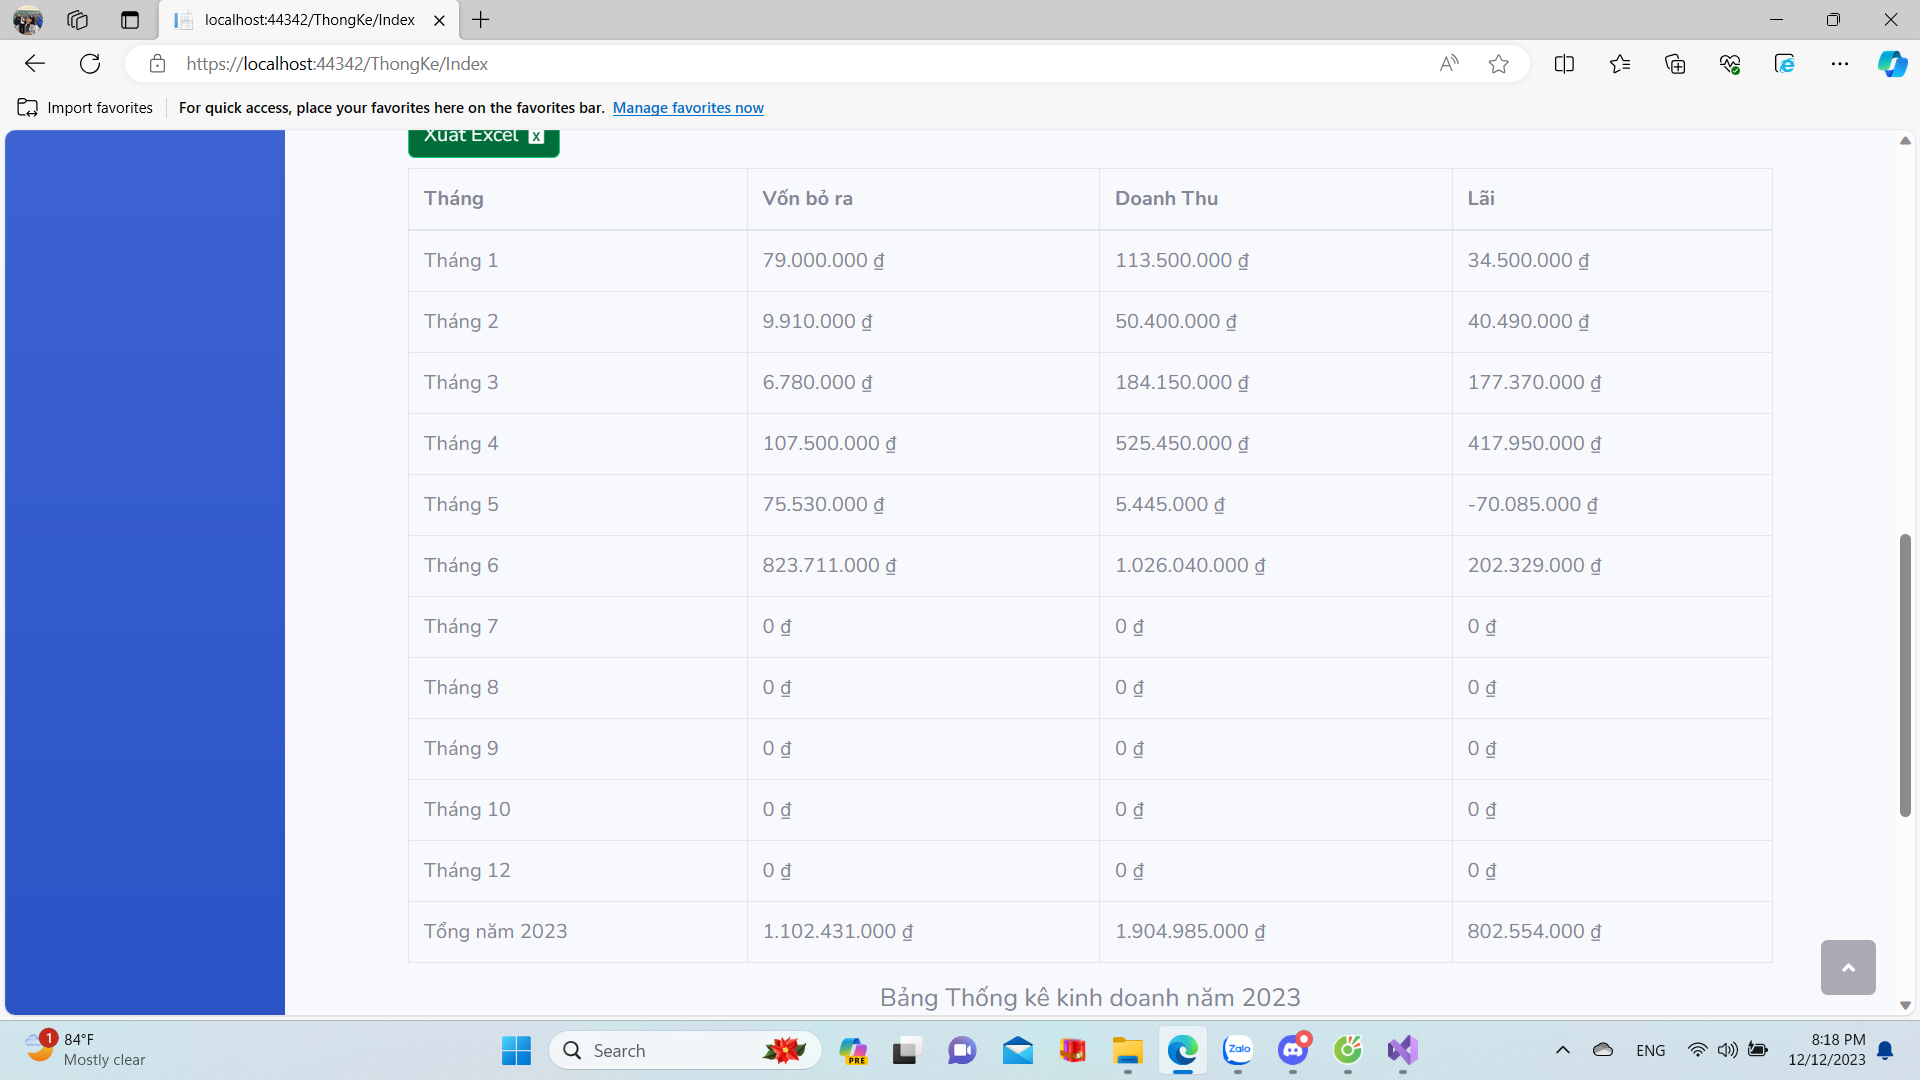 localhost:44342/ThongKe/Index
https://localhost:44342/ThongKe/Index
Import favorites For quick access, place your favorites here on the favorites bar. Manage favorites now
Xuất Excel
Tháng Vốn bỏ ra Doanh Thu Lãi
Tháng 1 79.000.000 ₫ 113.500.000 ₫ 34.500.000 ₫
Tháng 2 9.910.000 ₫ 50.400.000 ₫ 40.490.000 ₫
Tháng 3 6.780.000 ₫ 184.150.000 ₫ 177.370.000 ₫
Tháng 4 107.500.000 ₫ 525.450.000 ₫ 417.950.000 ₫
Tháng 5 75.530.000 ₫ 5.445.000 ₫ -70.085.000 ₫
Tháng 6 823.711.000 ₫ 1.026.040.000 ₫ 202.329.000 ₫
Tháng 7 0 ₫ 0 ₫ 0 ₫
Tháng 8 0 ₫ 0 ₫ 0 ₫
Tháng 9 0 ₫ 0 ₫ 0 ₫
Tháng 10 0 ₫ 0 ₫ 0 ₫
Tháng 12 0 ₫ 0 ₫ 0 ₫
Tổng năm 2023 1.102.431.000 ₫ 1.904.985.000 ₫ 802.554.000 ₫
Bảng Thống kê kinh doanh năm 2023
1 84°F
Mostly clear
Search
PRE
Zalo
ENG
8:18 PM
12/12/2023